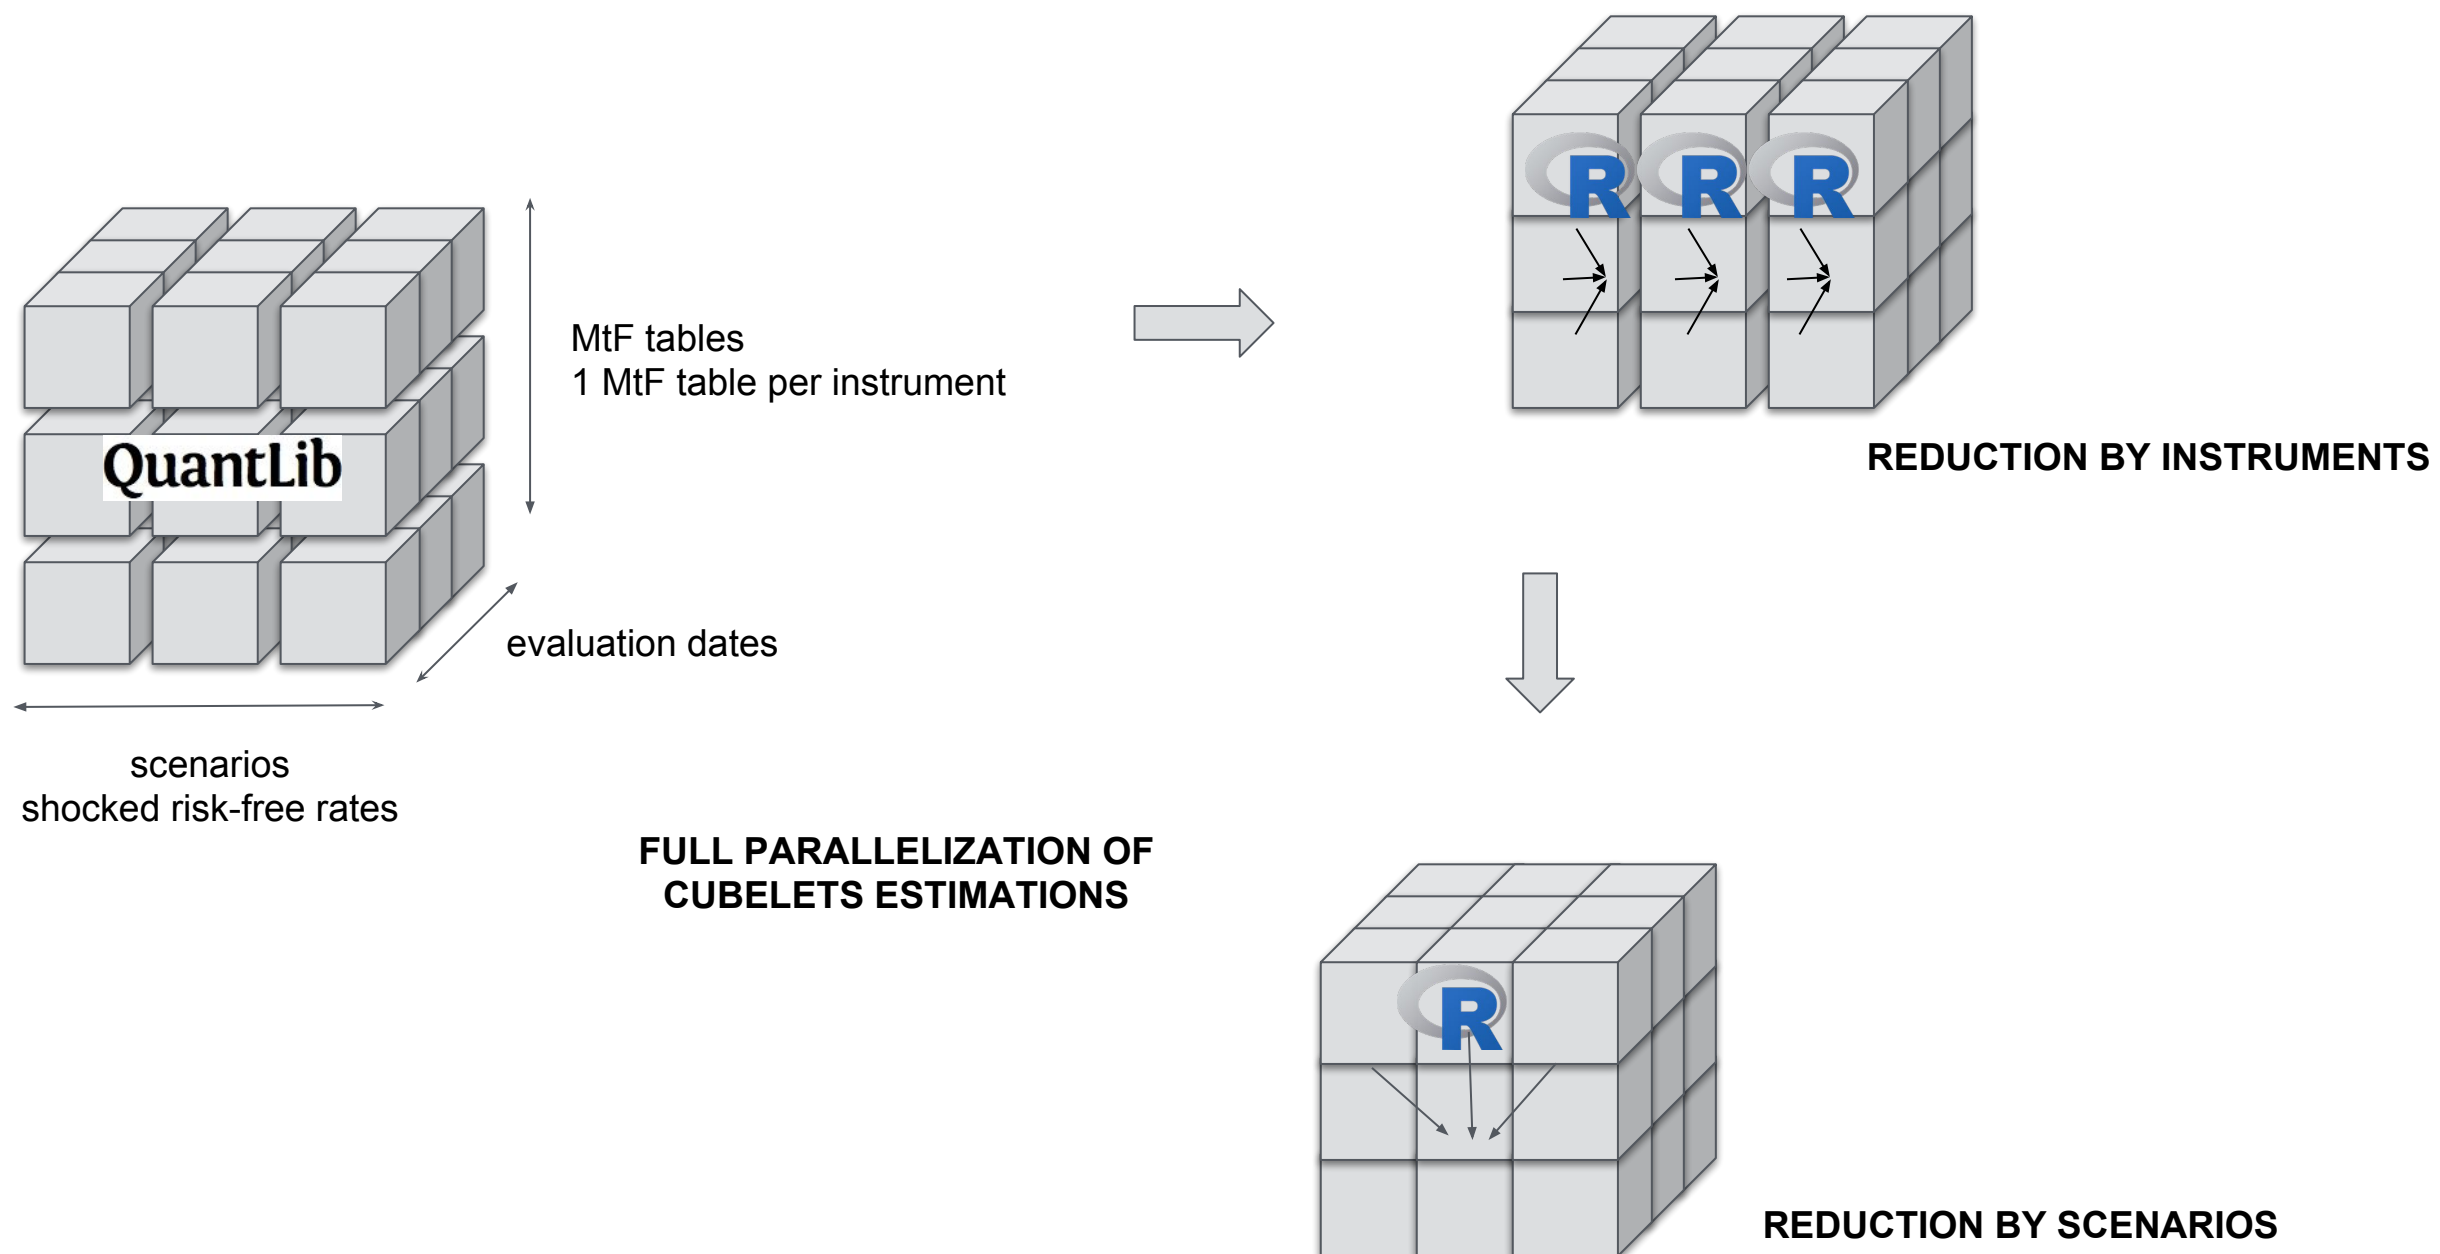 R R R
MtF tables
1 MtF table per instrument
QuantLib
REDUCTION BY INSTRUMENTS
evaluation dates
scenarios
shocked risk-free rates
FULL PARALLELIZATION OF
CUBELETS ESTIMATIONS
R
REDUCTION BY SCENARIOS